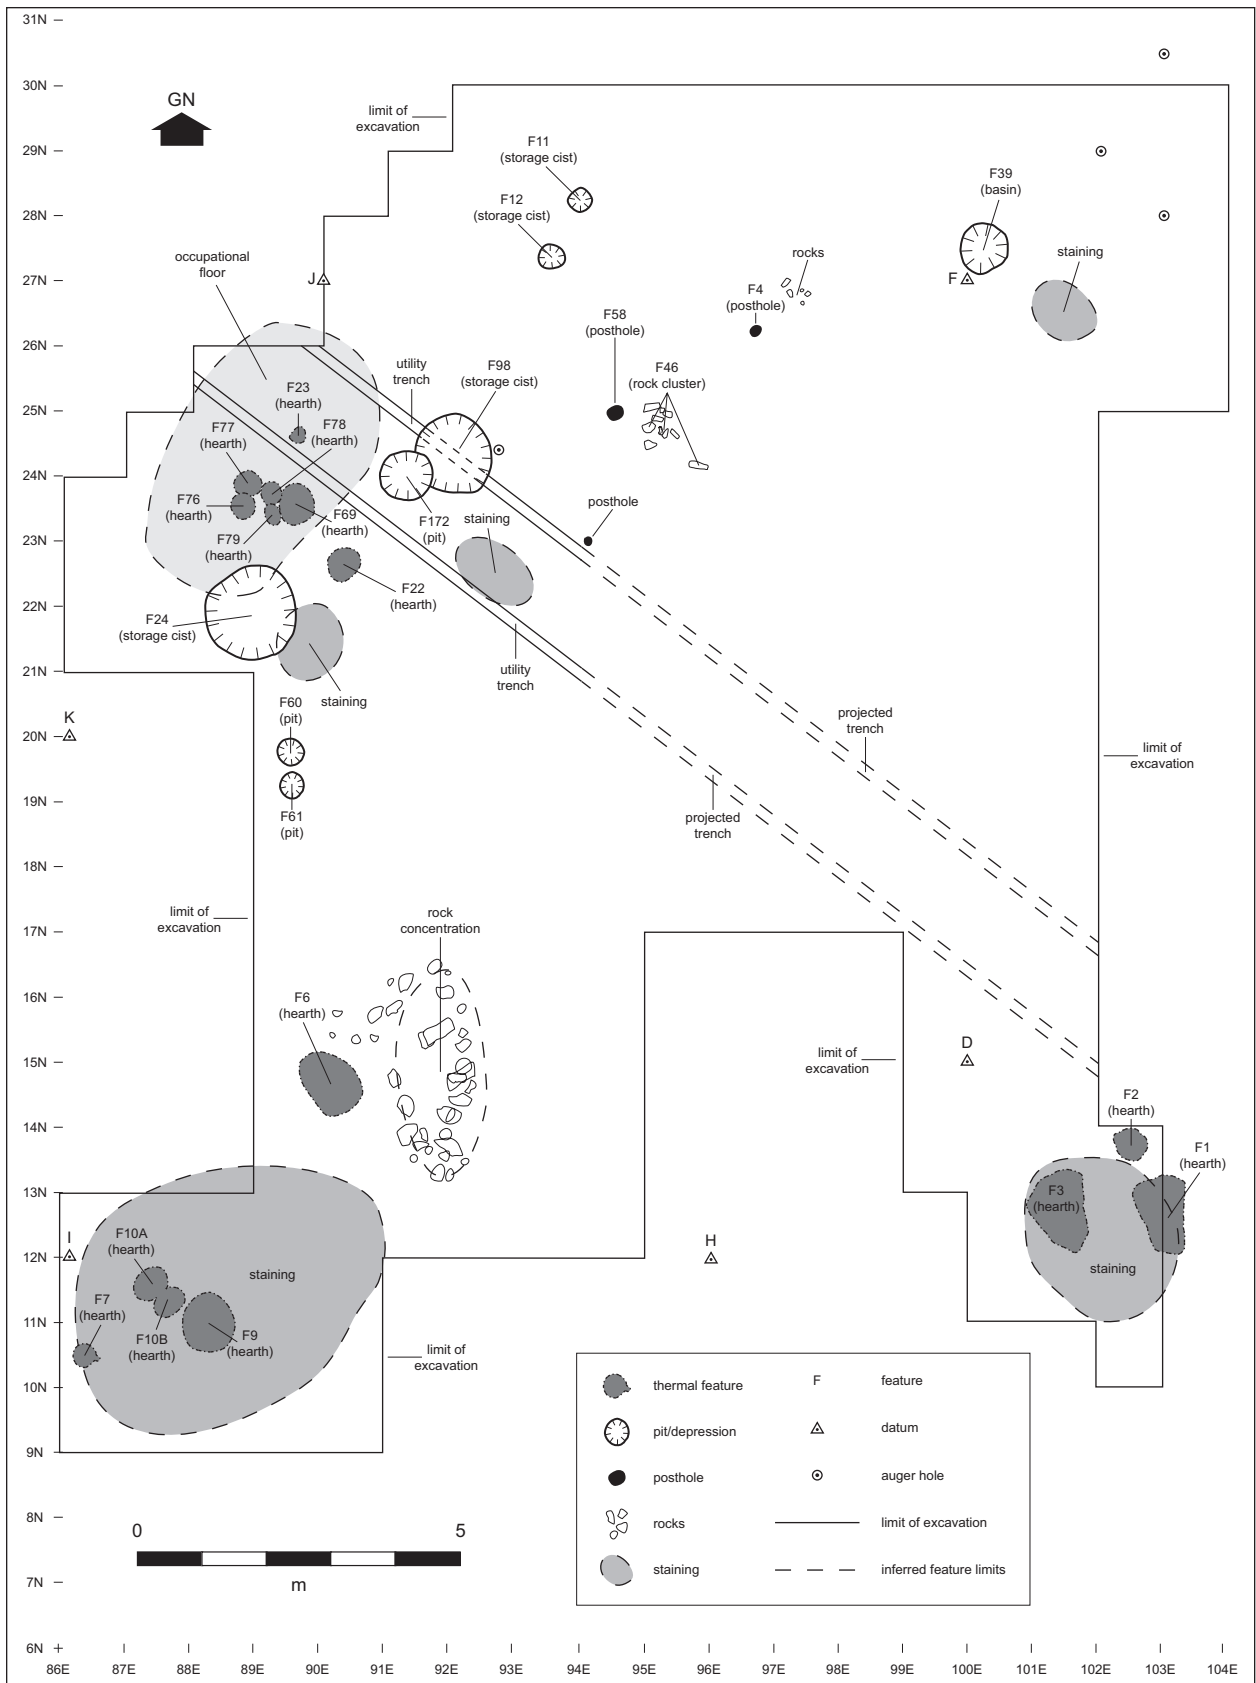 31N
30N
29N
28N
27N
26N
25N
24N
23N
22N
21N
20N
19N
18N
17N
16N
15N
14N
13N
12N
11N
10N
9N
8N
7N
6N
GN
limit of
excavation
F11
(storage cist)
F12
(storage cist)
F39
(basin)
occupational
floor
J
rocks
F
staining
F4
(posthole)
F58
(posthole)
utility
trench
F98
(storage cist)
F46
(rock cluster)
F23
(hearth)
F77
(hearth)
F78
(hearth)
F76
(hearth)
F79
(hearth)
F69
(hearth)
F172
(pit)
staining
posthole
F22
(hearth)
F24
(storage cist)
staining
utility
trench
K
F60
(pit)
F61
(pit)
projected
trench
projected
trench
limit of
excavation
limit of
excavation
rock
concentration
F6
(hearth)
limit of
excavation
D
F2
(hearth)
F1
(hearth)
F3
(hearth)
staining
I
F10A
(hearth)
staining
H
F7
(hearth)
F10B
(hearth)
F9
(hearth)
limit of
excavation
thermal feature
pit/depression
posthole
rocks
staining
F
feature
datum
auger hole
limit of excavation
inferred feature limits
0
5
m
86E
87E
88E
89E
90E
91E
92E
93E
94E
95E
96E
97E
98E
99E
100E
101E
102E
103E
104E